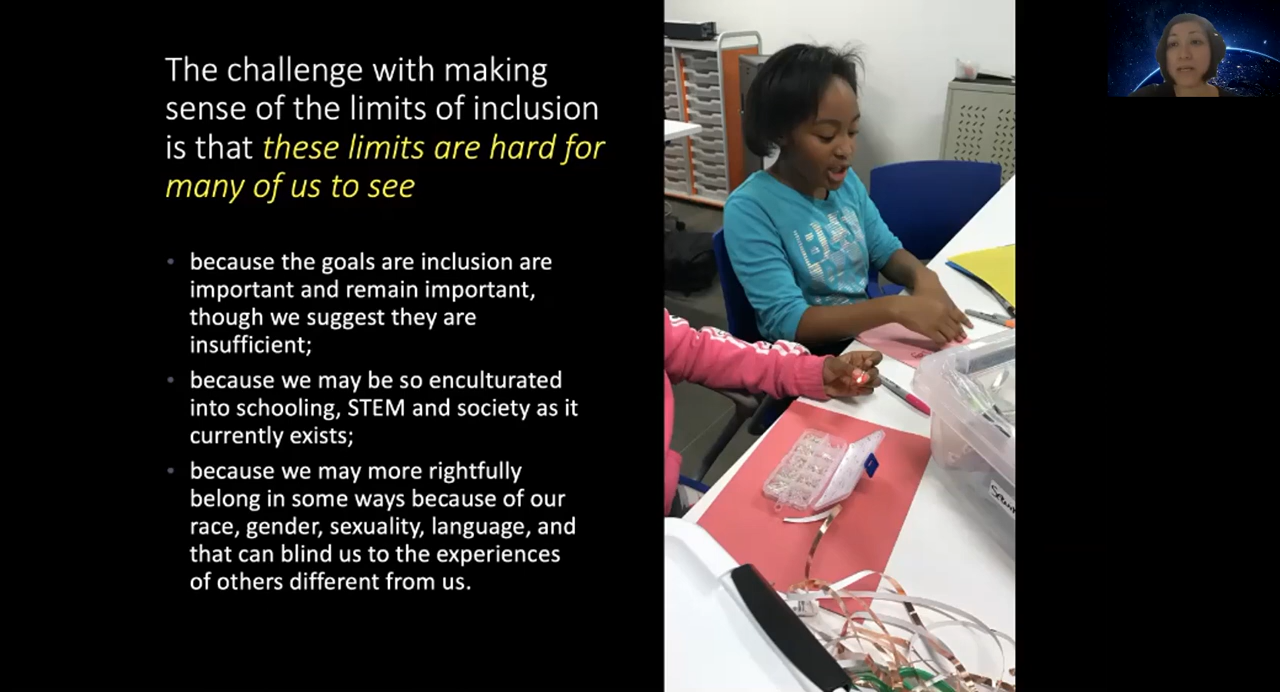 The challenge with making
sense of the limits of inclusion
is that these limits are hard for
many of us to see
• because the goals are inclusion are
important and remain important,
though we suggest they are
insufficient;
• because we may be so enculturated
into schooling, STEM and society as it
currently exists;
• because we may more rightfully
belong in some ways because of our
race, gender, sexuality, language, and
that can blind us to the experiences
of others different from us.